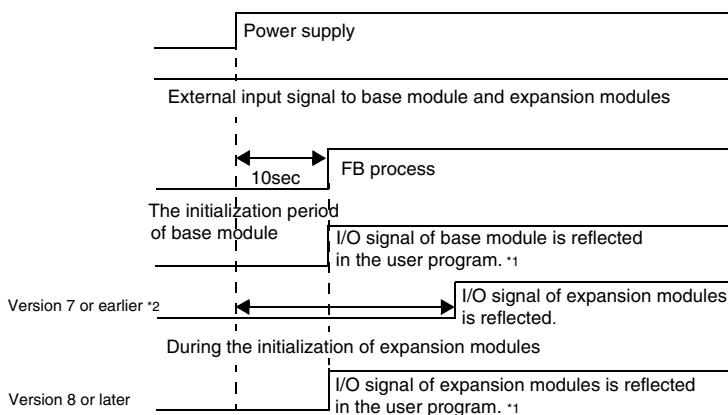 Power supply
External input signal to base module and expansion modules
10sec
FB process
The initialization period
of base module
I/O signal of base module is reflected
in the user program. *1
Version 7 or earlier *2
I/O signal of expansion modules
is reflected.
During the initialization of expansion modules
Version 8 or later
I/O signal of expansion modules is reflected
in the user program. *1